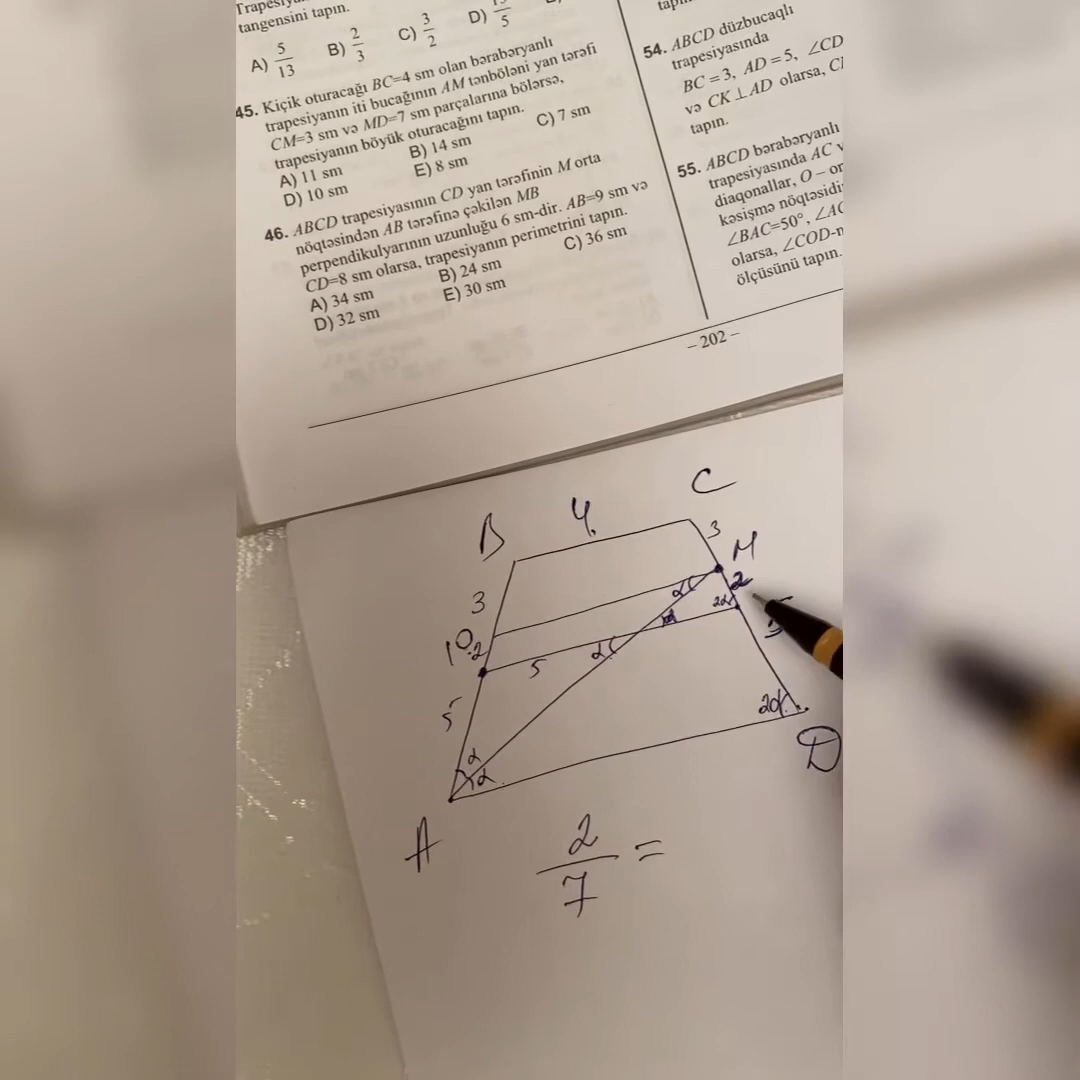 tangensini tapın.
A) 5/13 B) 2/3 C) 3/2 D) /5
45. Kiçik oturacağı BC=4 sm olan bərabəryanlı
trapesiyanın iti bucağının AM tənböləni yan tərəfi
CM=3 sm və MD=7 sm parçalarına bölərsə,
trapesiyanın böyük oturacağını tapın.
A) 11 sm B) 14 sm C) 7 sm
D) 10 sm E) 8 sm
46. ABCD trapesiyasının CD yan tərəfinin M orta
nöqtəsindən AB tərəfinə çəkilən MB
perpendikulyarının uzunluğu 6 sm-dir. AB=9 sm və
CD=8 sm olarsa, trapesiyanın perimetrini tapın.
A) 34 sm B) 24 sm C) 36 sm
D) 32 sm E) 30 sm
54. ABCD düzbucaqlı
trapesiyasında
BC = 3, AD = 5, ∠CD
və CK ⊥ AD olarsa,
tapın.
55. ABCD bərabəryanlı
trapesiyasında AC
diaqonallar, O –
kəsişmə
∠BAC=50°,
olarsa, ∠COD-
ölçüsünü tapın.
– 202 –
B 4 C
3 3
M
10 2 α 2
2α
5 α
5
α α 2α
A D
2/7 =